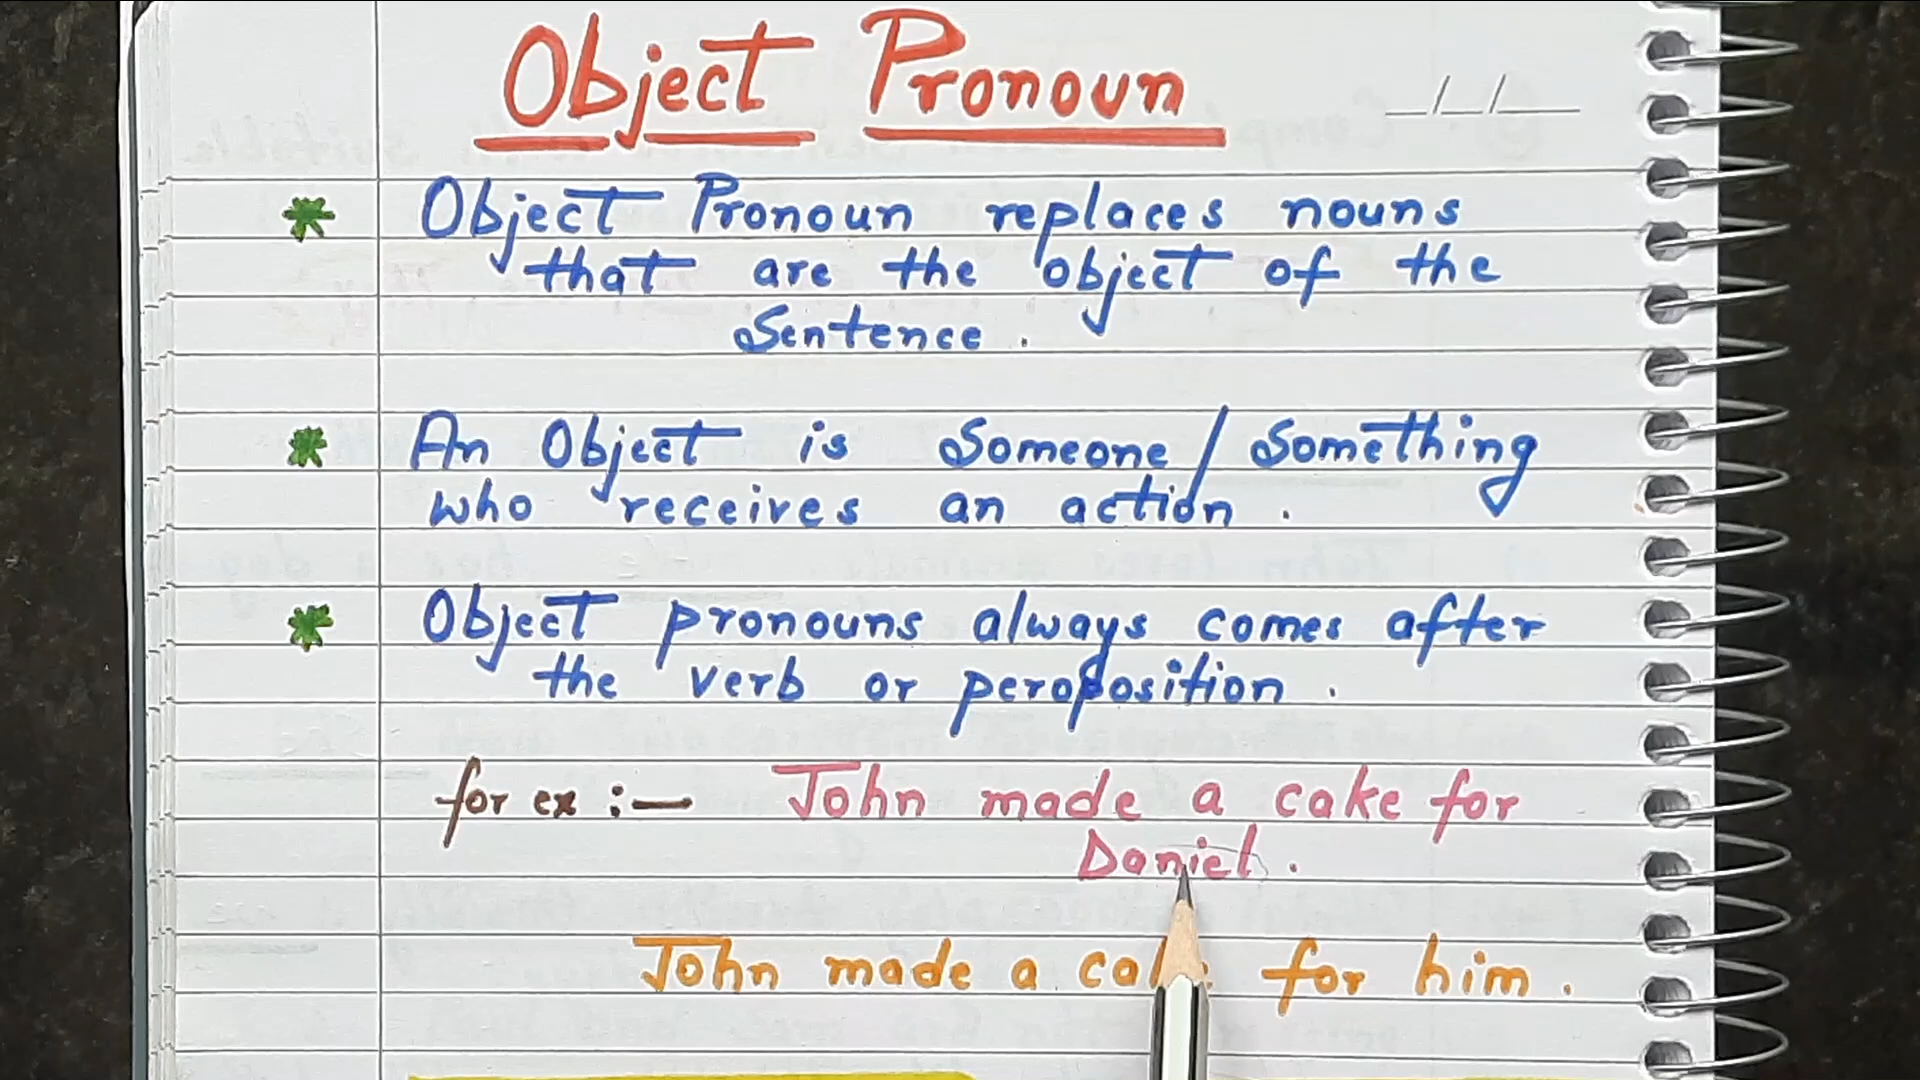 Object Pronoun
Object Pronoun replaces nouns
that are the object of the
Sentence.
An Object is Someone/Something
who receives an action.
Object pronouns always comes after
the verb or peroposition.
for ex :— John made a cake for
Daniel.
John made a cake for him.